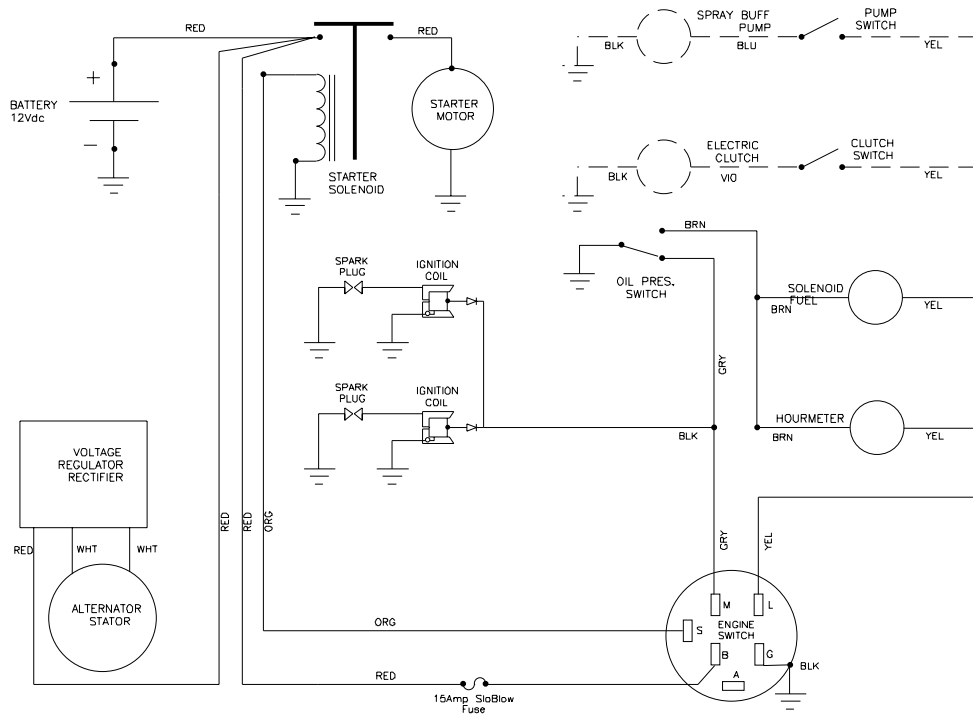 RED
RED
SPRAY BUFF
PUMP
PUMP
SWITCH
BLK
BLU
YEL
+
BATTERY
12Vdc
–
STARTER
MOTOR
STARTER
SOLENOID
ELECTRIC
CLUTCH
CLUTCH
SWITCH
BLK
VIO
YEL
BRN
OIL PRES.
SWITCH
SOLENOID
FUEL
BRN
YEL
SPARK
PLUG
IGNITION
COIL
GRY
SPARK
PLUG
IGNITION
COIL
HOURMETER
BLK
BRN
YEL
VOLTAGE
REGULATOR
RECTIFIER
RED
RED
ORG
GRY
YEL
RED
WHT
WHT
ALTERNATOR
STATOR
ORG
M
L
S
ENGINE
SWITCH
B
G
A
BLK
RED
15Amp SloBlow
Fuse